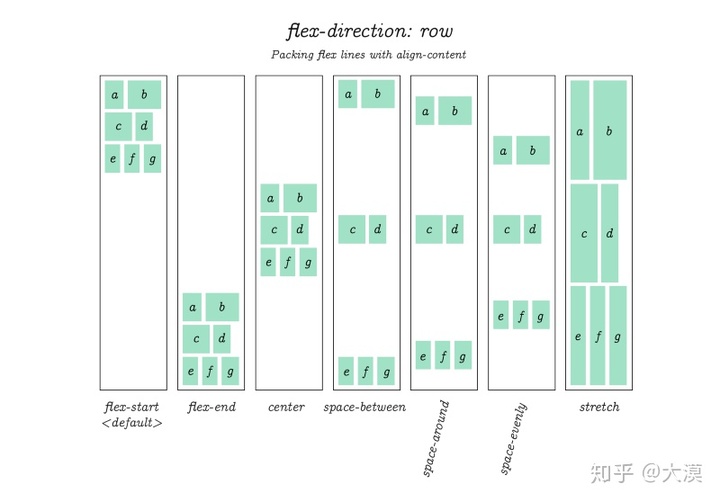 flex-direction: row
Packing flex lines with align-content
a b
c d
e f g
a b
c d
e f g
a b
c d
e f g
a b
c d
e f g
a b
c d
e f g
a b
c d
e f g
a b
c d
e f g
flex-start
<default>
flex-end
center
space-between
space-around
space-evenly
stretch
知乎 @大漠